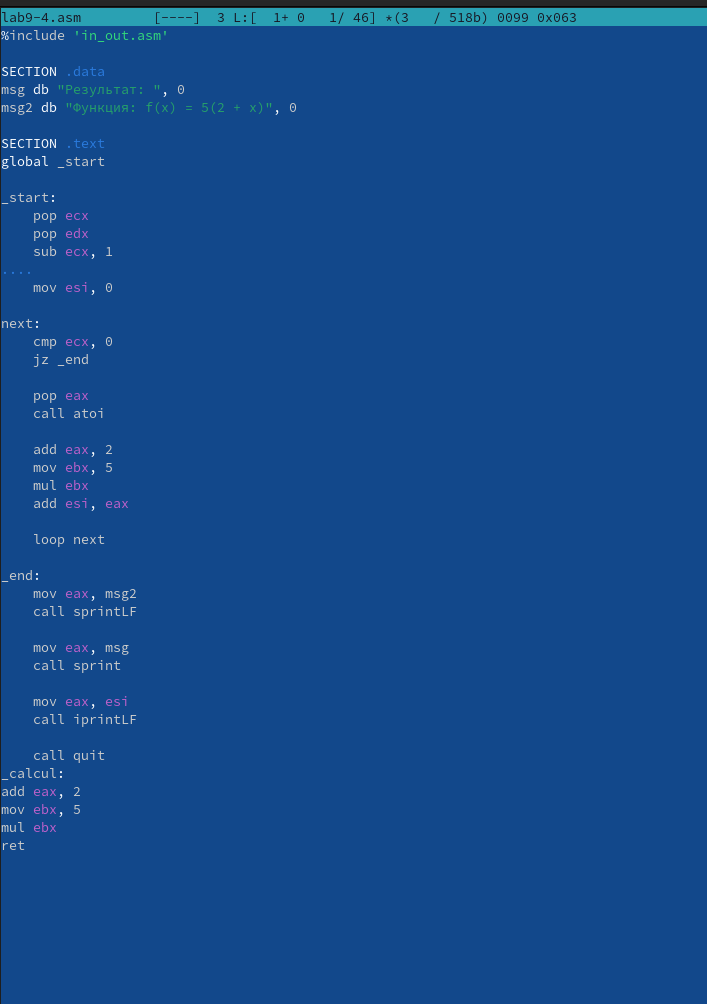 lab9-4.asm [----] 3 L:[ 1+ 0 1/ 46] *(3 / 518b) 0099 0x063
%include 'in_out.asm'
SECTION .data
msg db "Результат: ", 0
msg2 db "Функция: f(x) = 5(2 + x)", 0
SECTION .text
global _start
_start:
pop ecx
pop edx
sub ecx, 1
....
mov esi, 0
next:
cmp ecx, 0
jz _end
pop eax
call atoi
add eax, 2
mov ebx, 5
mul ebx
add esi, eax
loop next
_end:
mov eax, msg2
call sprintLF
mov eax, msg
call sprint
mov eax, esi
call iprintLF
call quit
_calcul:
add eax, 2
mov ebx, 5
mul ebx
ret